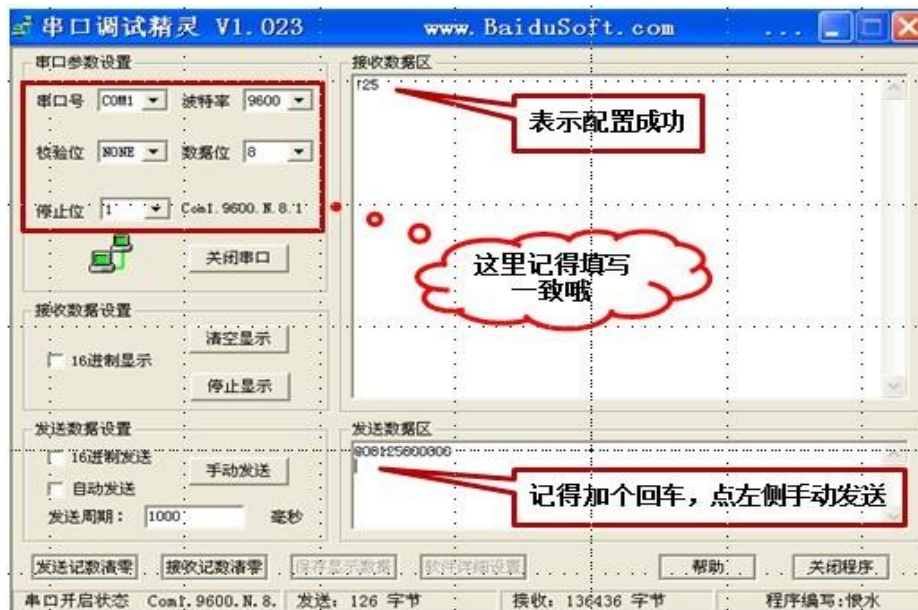 串口调试精灵 V1.023 www.BaiduSoft.com ...
串口参数设置
串口号 COM1 波特率 9600
校验位 NONE 数据位 8
停止位 1 Com1.9600.N.8.1
关闭串口
接收数据设置
清空显示
16进制显示
停止显示
发送数据设置
16进制发送
手动发送
自动发送
发送周期： 1000 毫秒
接收数据区
r25
表示配置成功
这里记得填写
一致哦
发送数据区
记得加个回车，点左侧手动发送
发送记数清零 接收记数清零 保存显示数据 软件详细设置 帮助 关闭程序
串口开启状态 Com1.9600.N.8. 发送：126 字节 接收：136436 字节 程序编写:恨水